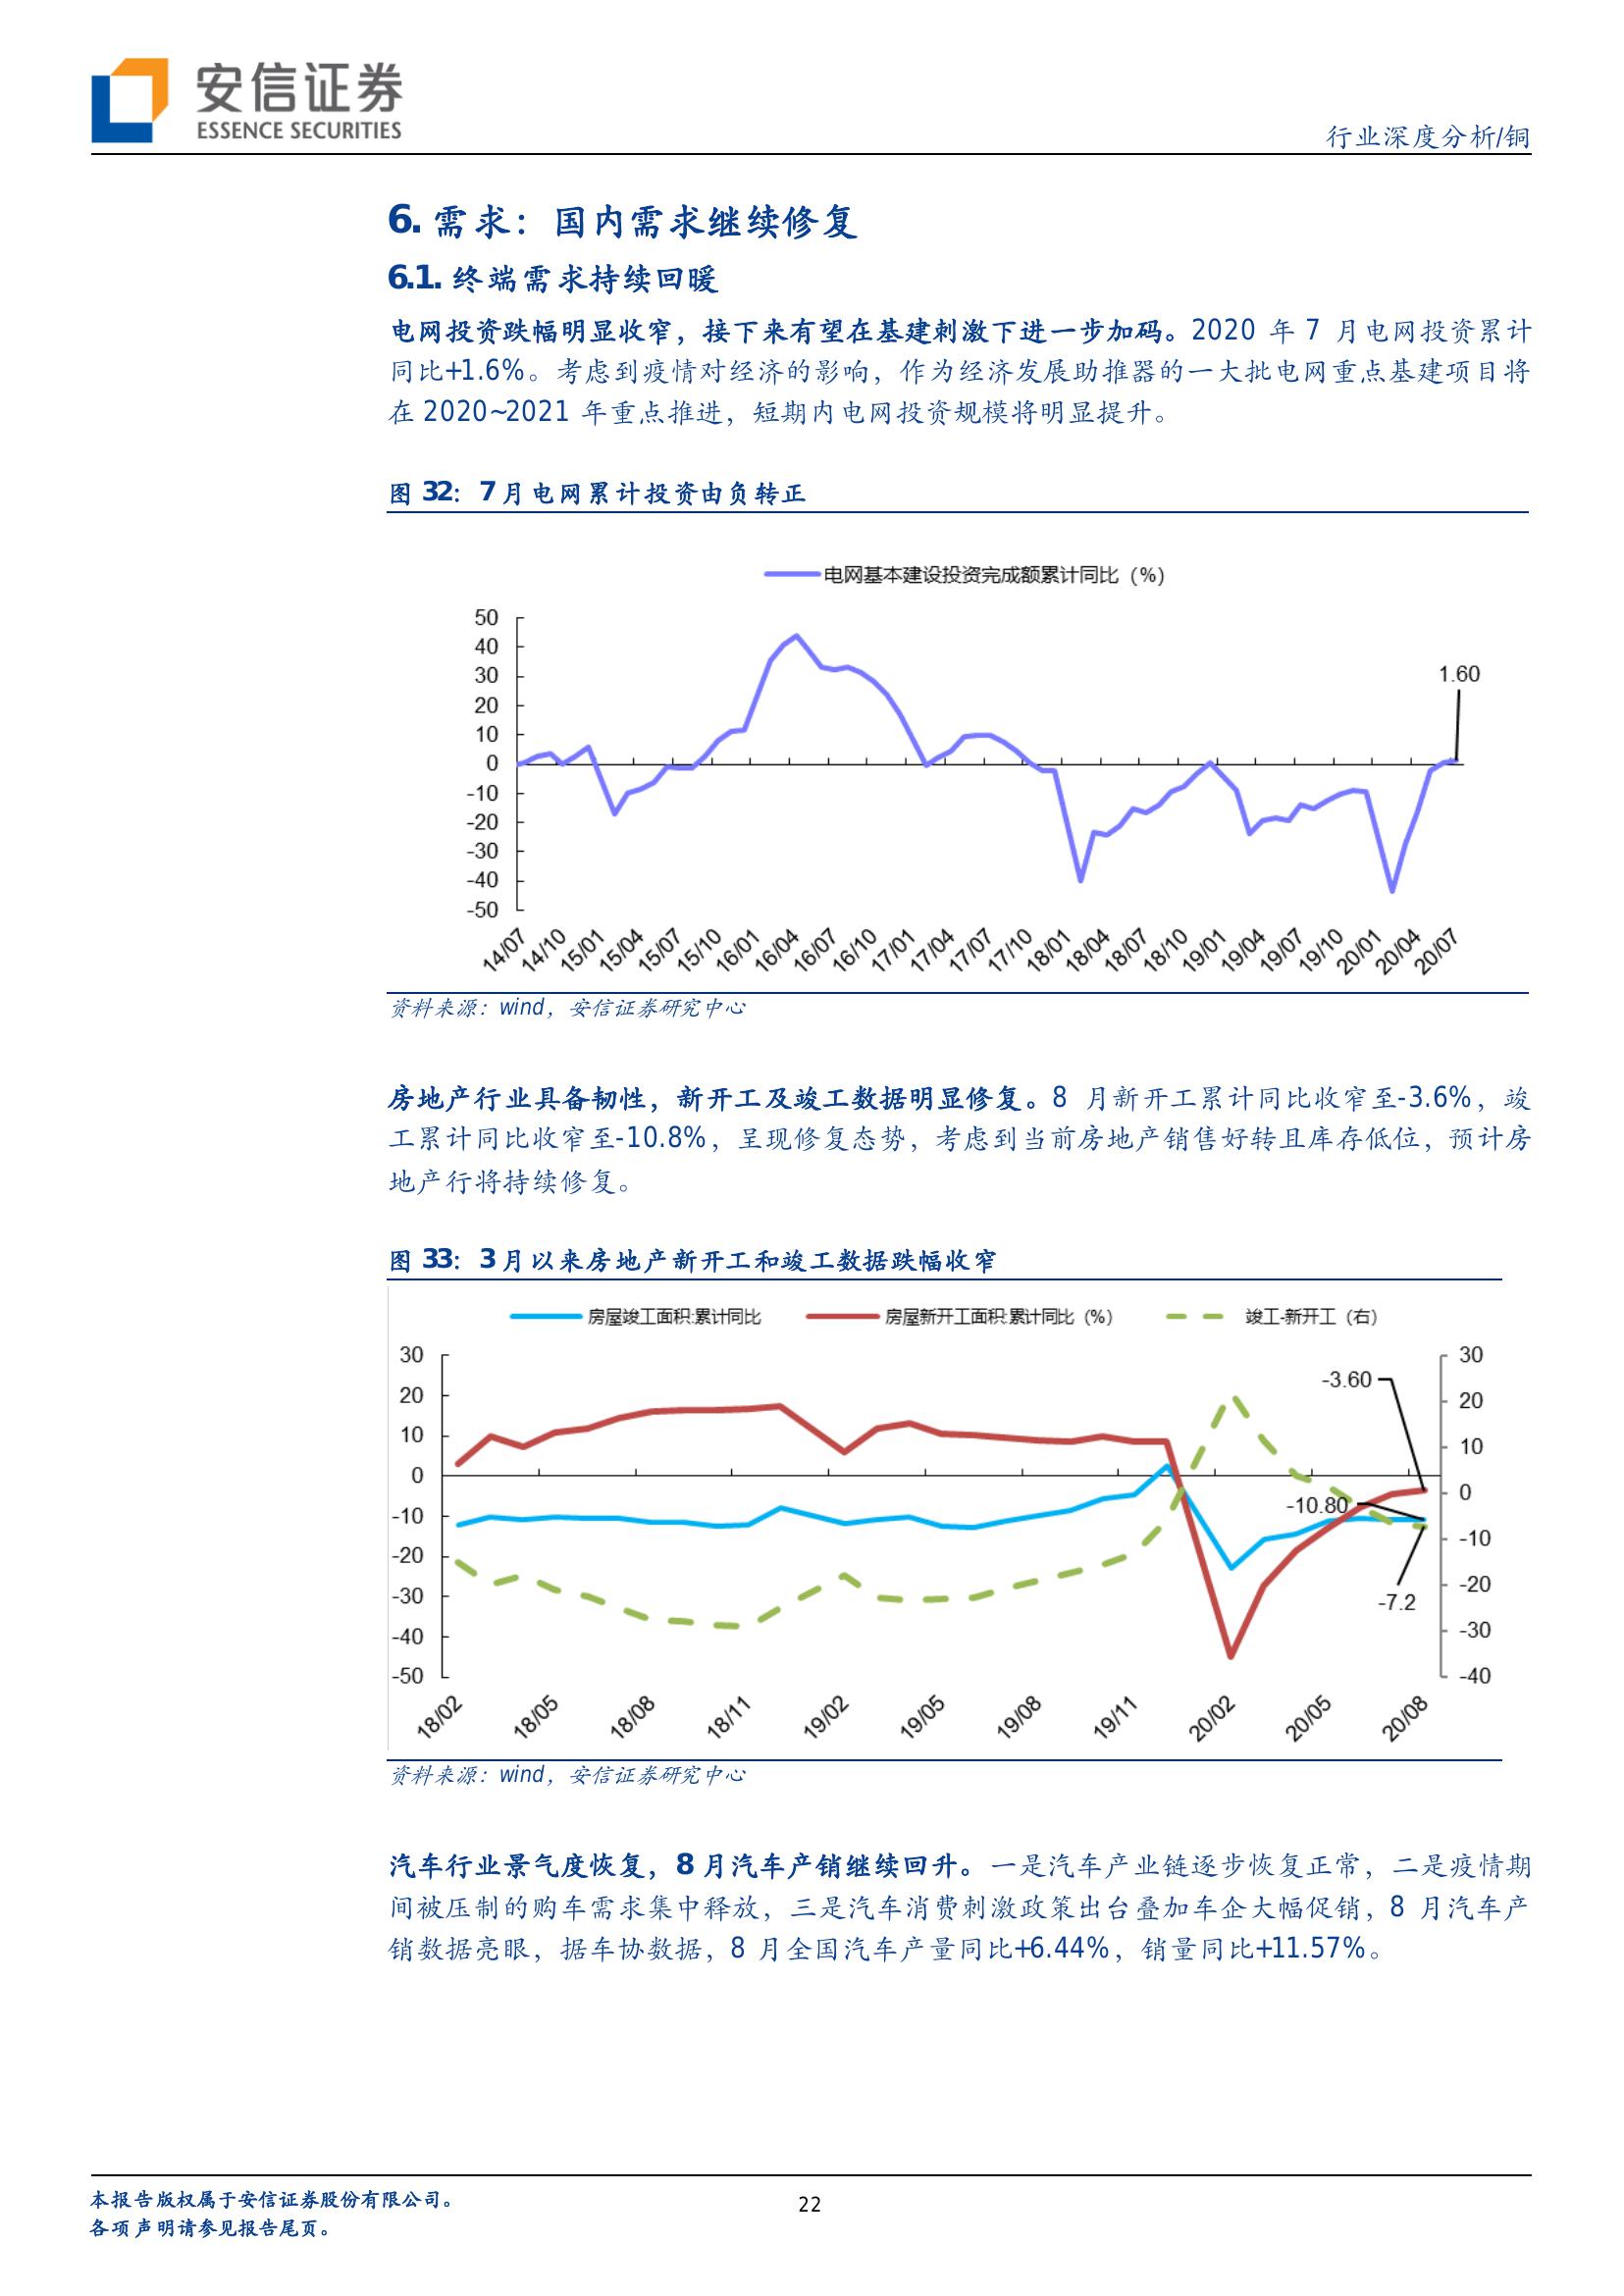 安信证券
ESSENCE SECURITIES
行业深度分析/铜
6. 需求：国内需求继续修复
6.1. 终端需求持续回暖
电网投资跌幅明显收窄，接下来有望在基建刺激下进一步加码。2020 年 7 月电网投资累计
同比+1.6%。考虑到疫情对经济的影响，作为经济发展助推器的一大批电网重点基建项目将
在 2020~2021 年重点推进，短期内电网投资规模将明显提升。
图 32：7 月电网累计投资由负转正
电网基本建设投资完成额累计同比（%）
50
40
30
20
10
0
-10
-20
-30
-40
-50
1.60
14/07 14/10 15/01 15/04 15/07 15/10 16/01 16/04 16/07 16/10 17/01 17/04 17/07 17/10 18/01 18/04 18/07 18/10 19/01 19/04 19/07 19/10 20/01 20/04 20/07
资料来源：wind，安信证券研究中心
房地产行业具备韧性，新开工及竣工数据明显修复。8 月新开工累计同比收窄至-3.6%，竣
工累计同比收窄至-10.8%，呈现修复态势，考虑到当前房地产销售好转且库存低位，预计房
地产行将持续修复。
图 33：3 月以来房地产新开工和竣工数据跌幅收窄
房屋竣工面积:累计同比 房屋新开工面积:累计同比（%） 竣工-新开工（右）
30
20
10
0
-10
-20
-30
-40
-50
-3.60
-10.80
-7.2
30
20
10
0
-10
-20
-30
-40
18/02 18/05 18/08 18/11 19/02 19/05 19/08 19/11 20/02 20/05 20/08
资料来源：wind，安信证券研究中心
汽车行业景气度恢复，8 月汽车产销继续回升。一是汽车产业链逐步恢复正常，二是疫情期
间被压制的购车需求集中释放，三是汽车消费刺激政策出台叠加车企大幅促销，8 月汽车产
销数据亮眼，据车协数据，8 月全国汽车产量同比+6.44%，销量同比+11.57%。
本报告版权属于安信证券股份有限公司。
各项声明请参见报告尾页。
22